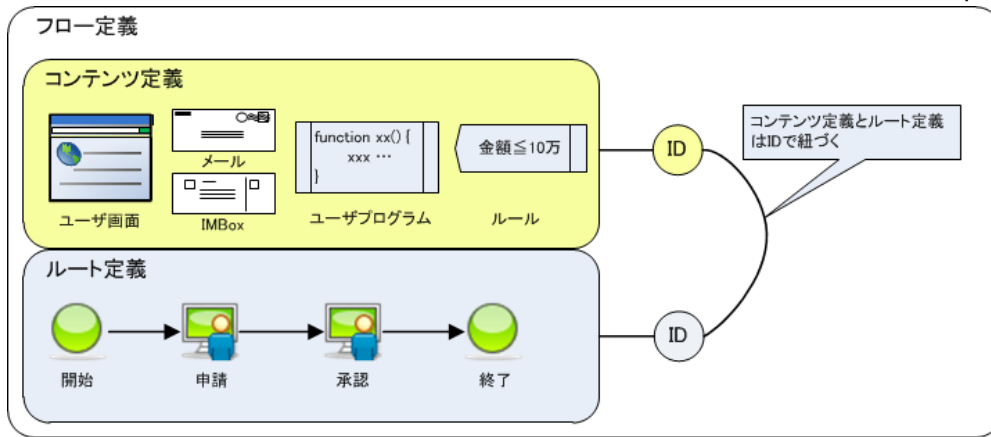 フロー定義
コンテンツ定義
function xx() {
xxx …
}
金額≦10万
メール
ユーザ画面
IMBox
ユーザプログラム
ルール
ID
コンテンツ定義とルート定義
はIDで紐づく
ルート定義
ID
開始
申請
承認
終了